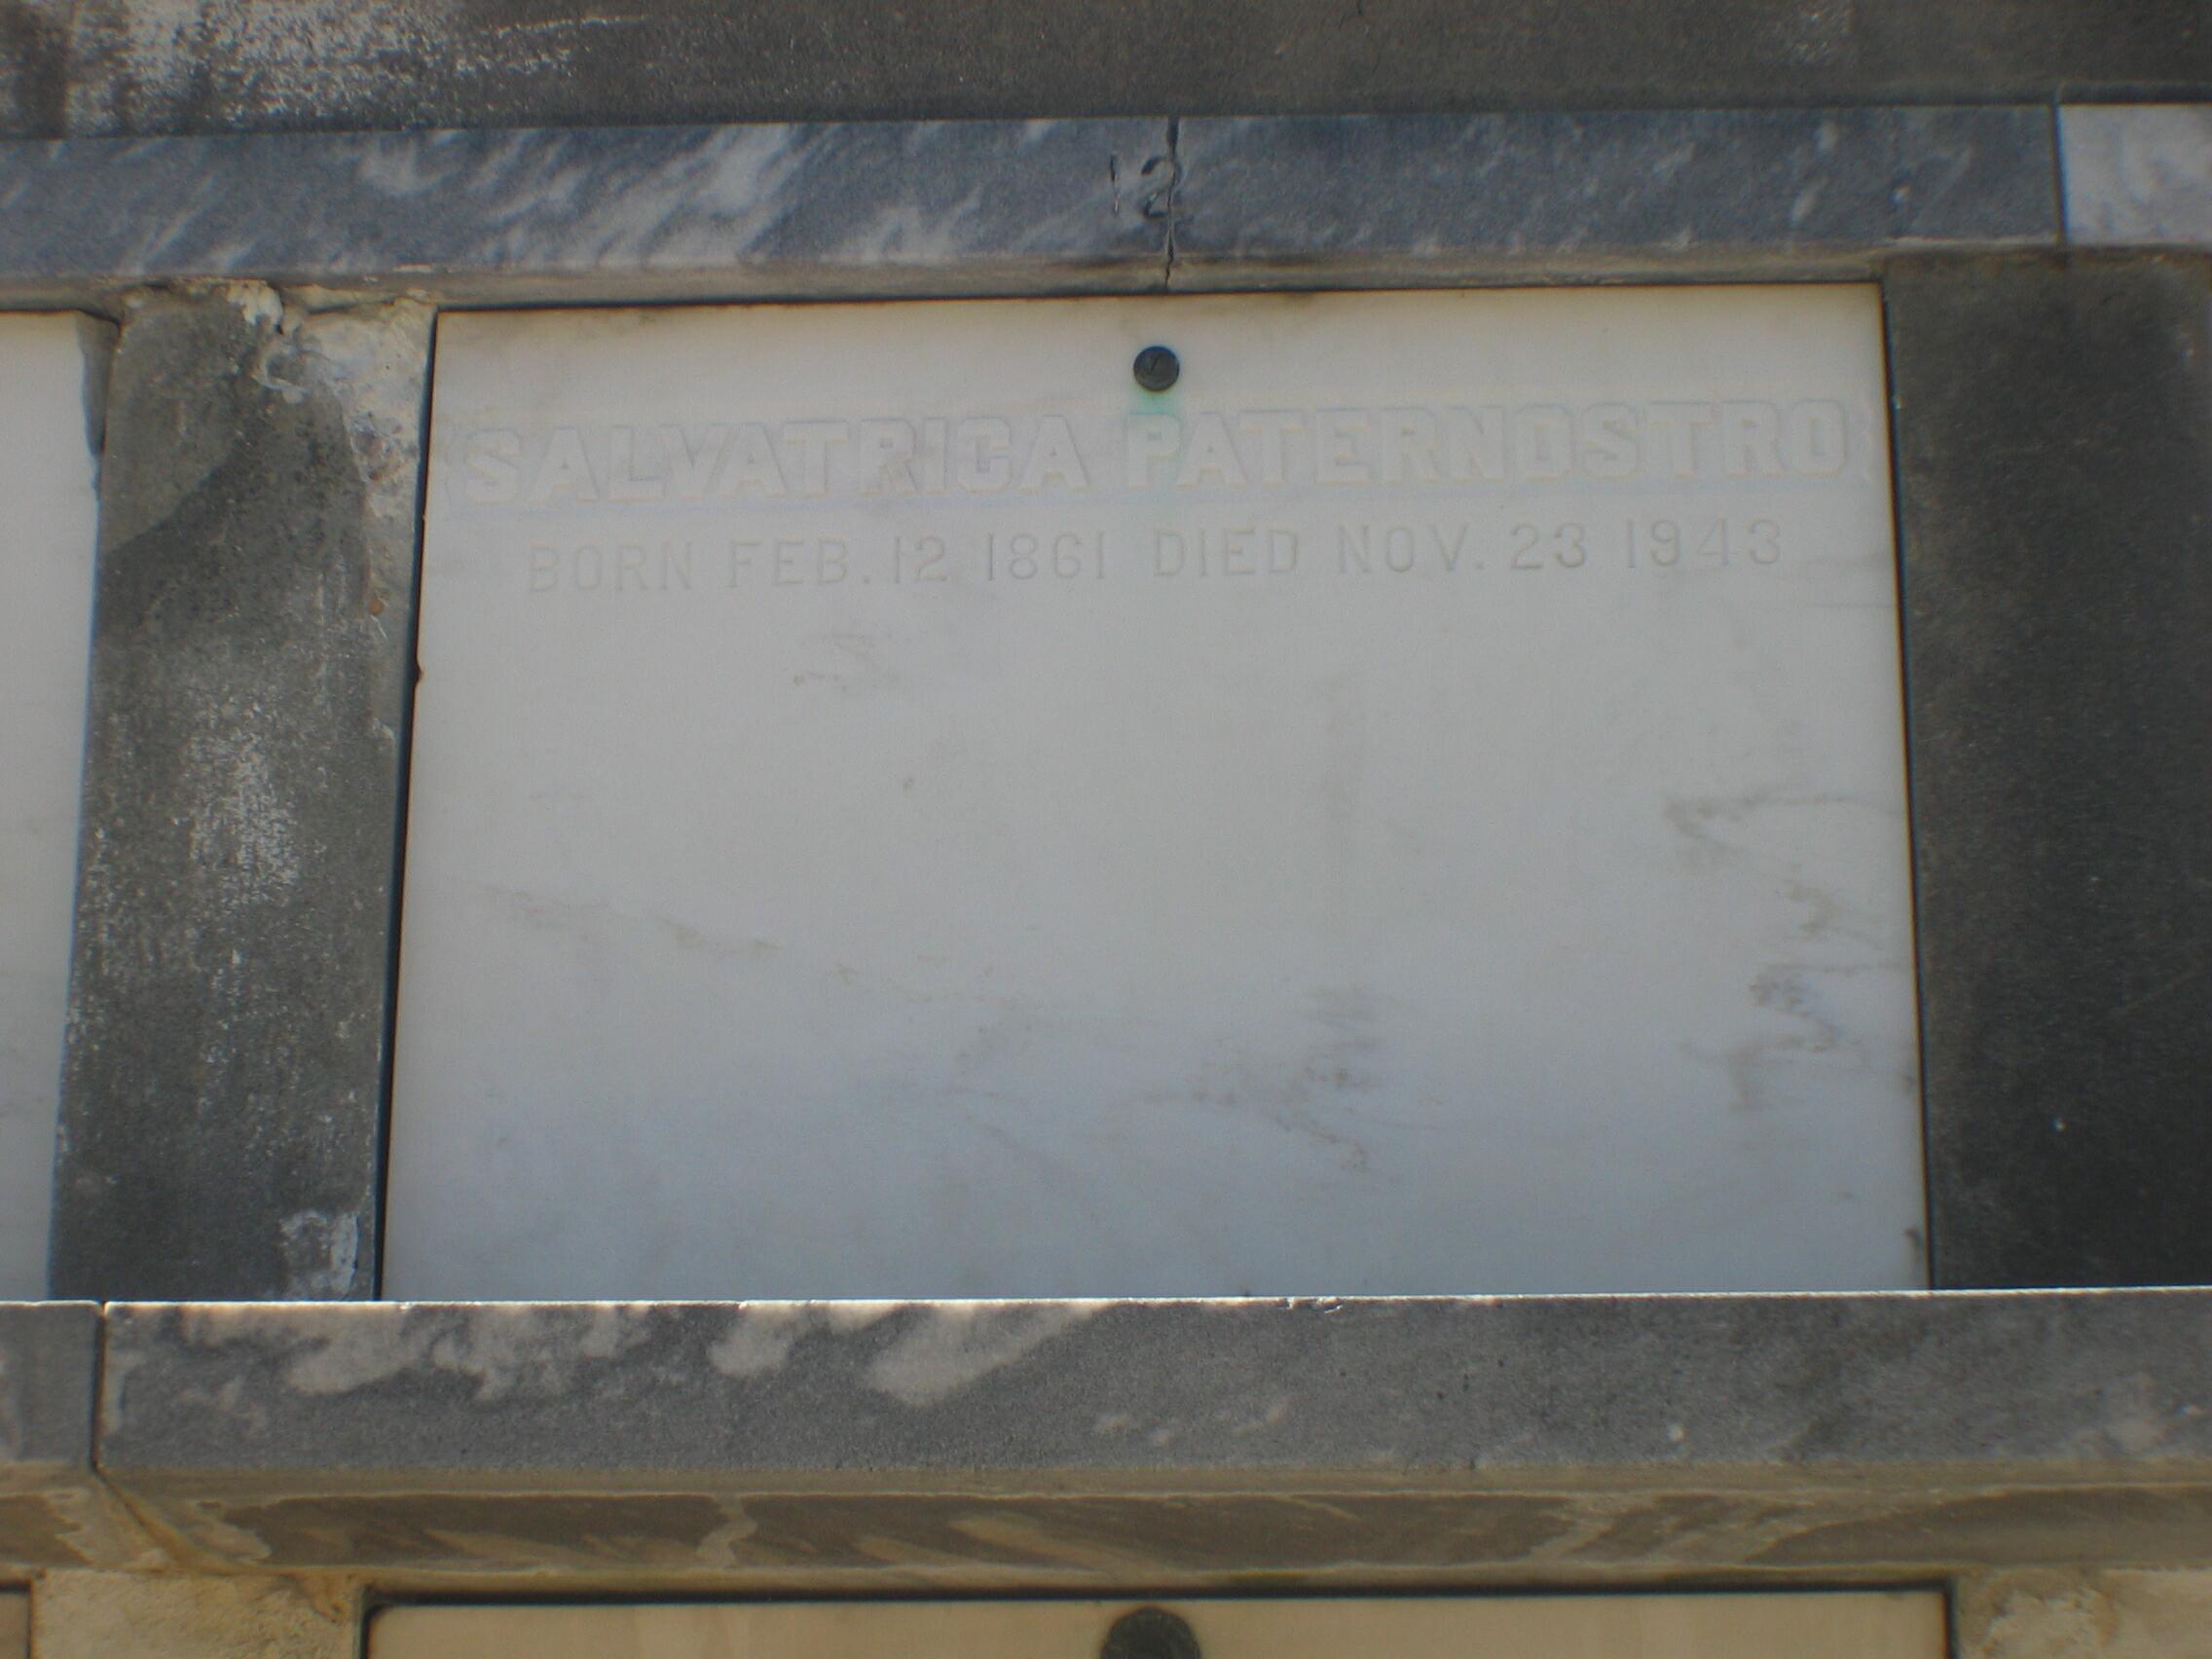 12
SALVATRICA PATERNOSTRO
BORN FEB. 12 1861 DIED NOV. 23 1943